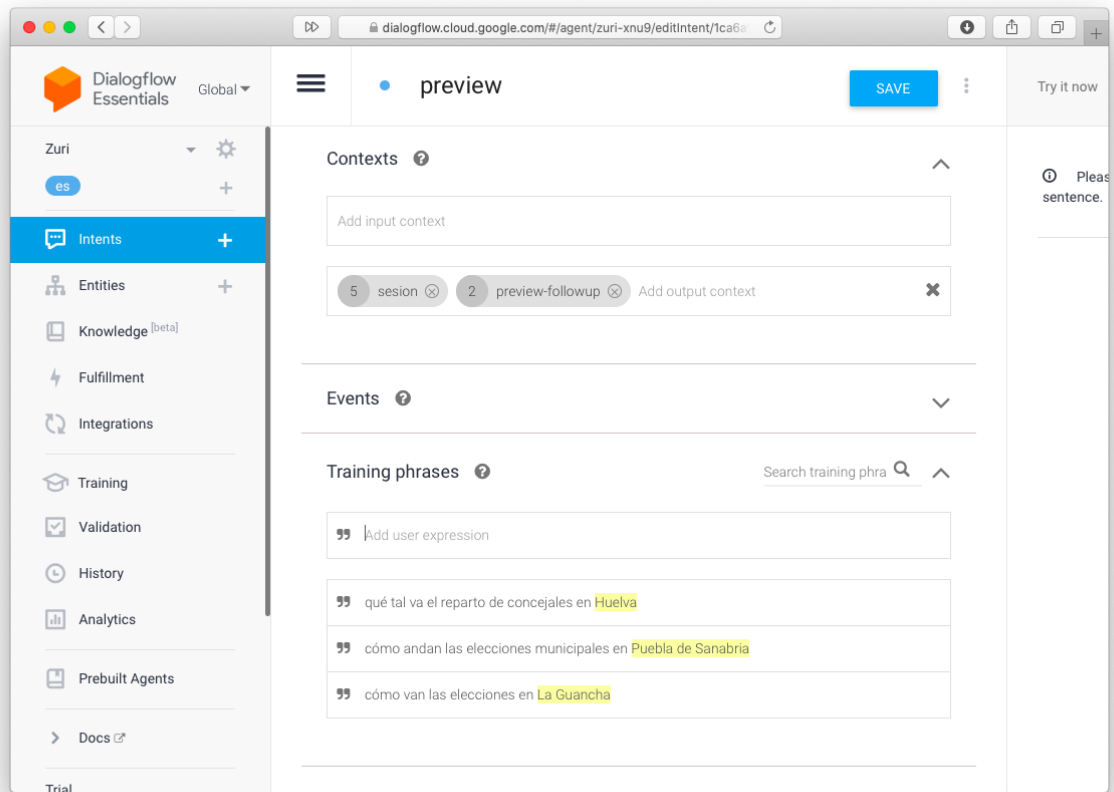 dialogflow.cloud.google.com/#/agent/zuri-xnu9/editIntent/1ca6a
Dialogflow
Essentials
Global
preview
SAVE
Try it now
Zuri
es
Intents
Entities
Knowledge [beta]
Fulfillment
Integrations
Training
Validation
History
Analytics
Prebuilt Agents
Docs
Trial
Contexts
Add input context
5 sesion
2 preview-followup
Add output context
Events
Training phrases
Search training phra
Add user expression
qué tal va el reparto de concejales en Huelva
cómo andan las elecciones municipales en Puebla de Sanabria
cómo van las elecciones en La Guancha
Pleas
sentence.